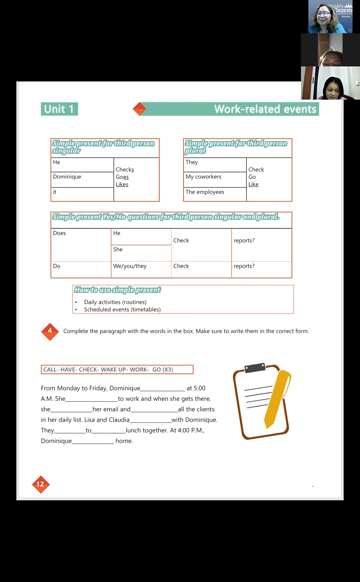 Unit 1
Work-related events
Simple present for third person
singular
He
Dominique
it
Checks
Goes
Likes
Simple present for third person
plural
They
My coworkers
The employees
Check
Go
Like
Simple present Yes/No questions for third person singular and plural.
Does
He
She
Check
reports?
Do
We/you/they
Check
reports?
How to use simple present
• Daily activities (routines)
• Scheduled events (timetables)
4 Complete the paragraph with the words in the box. Make sure to write them in the correct form.
CALL- HAVE- CHECK- WAKE UP- WORK- GO (X3)
From Monday to Friday, Dominique______________ at 5:00
A.M. She________________to work and when she gets there,
she_____________her email and_______________all the clients
in her daily list. Lisa and Claudia_____________with Dominique.
They__________to___________lunch together. At 4:00 P.M.,
Dominique_____________ home.
12